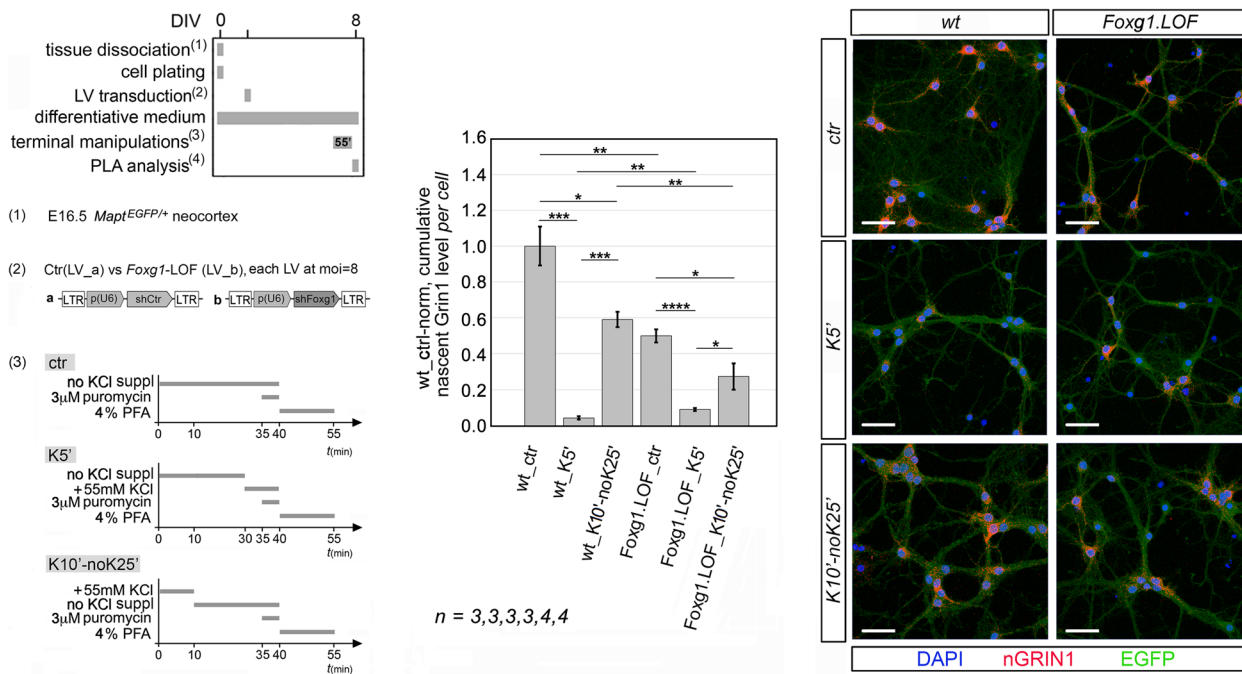 DIV
0 8
tissue dissociation(1)
cell plating
LV transduction(2)
differentiative medium
terminal manipulations(3) 55'
PLA analysis(4)
(1) E16.5 MaptEGFP/+ neocortex
(2) Ctr(LV_a) vs Foxg1-LOF (LV_b), each LV at moi=8
a LTR p(U6) shCtr LTR b LTR p(U6) shFoxg1 LTR
(3) ctr
no KCl suppl
3μM puromycin
4% PFA
0 10 35 40 55 t(min)
K5'
no KCl suppl
+55mM KCl
3μM puromycin
4% PFA
0 10 30 35 40 55 t(min)
K10'-noK25'
+55mM KCl
no KCl suppl
3μM puromycin
4% PFA
0 10 35 40 55 t(min)
wt_ctrl-norm, cumulative
nascent Grin1 level per cell
1.6
1.4
1.2
1.0
0.8
0.6
0.4
0.2
0
**
**
**
*
***
***
*
****
*
wt_ctr
wt_K5'
wt_K10'-noK25'
Foxg1.LOF_ctr
Foxg1.LOF_K5'
Foxg1.LOF_K10'-noK25'
n = 3,3,3,3,4,4
wt Foxg1.LOF
ctr
K5'
K10'-noK25'
DAPI nGRIN1 EGFP